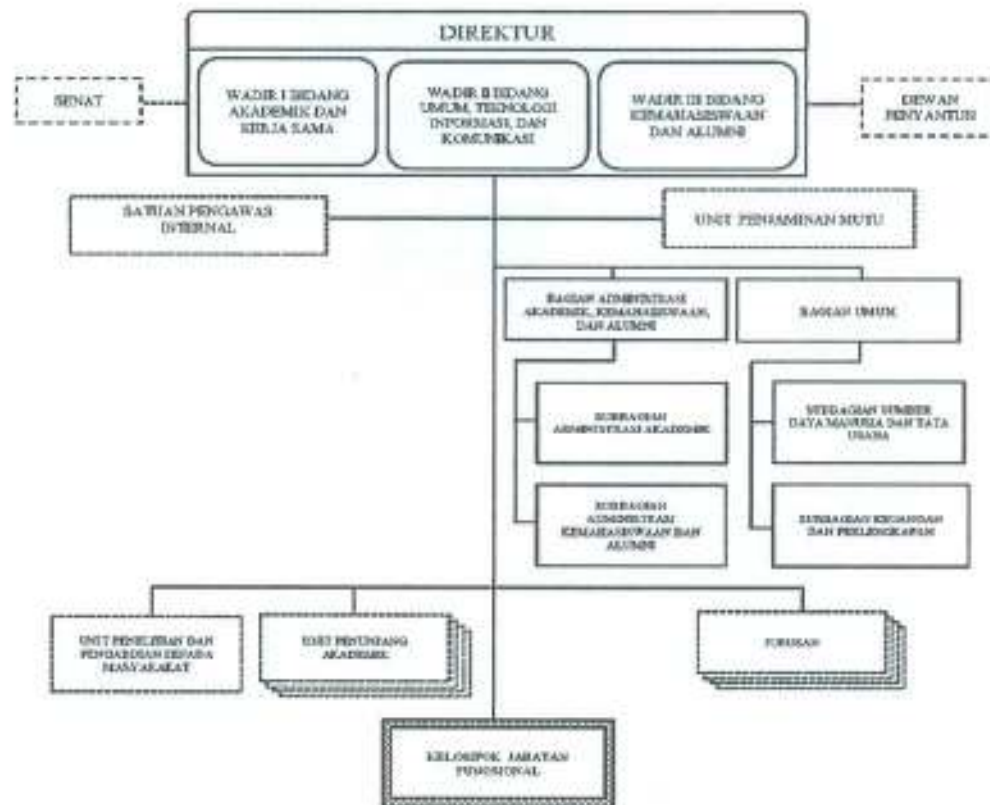 DIREKTUR
SENAT
WADIR I BIDANG
AKADEMIK DAN
KERJA SAMA
WADIR II BIDANG
UMUM, TEKNOLOGI
INFORMASI, DAN
KOMUNIKASI
WADIR III BIDANG
KEMAHASISWAAN
DAN ALUMNI
DEWAN
PENYANTUN
SATUAN PENGAWAS
INTERNAL
UNIT PENJAMINAN MUTU
BAGIAN ADMINISTRASI
AKADEMIK, KEMAHASISWAAN,
DAN ALUMNI
BAGIAN UMUM
SUBBAGIAN
ADMINISTRASI AKADEMIK
SUBBAGIAN SUMBER
DAYA MANUSIA DAN TATA
USAHA
SUBBAGIAN
ADMINISTRASI
KEMAHASISWAAN DAN
ALUMNI
SUBBAGIAN KEUANGAN
DAN PERLENGKAPAN
UNIT PENELITIAN DAN
PENGABDIAN KEPADA
MASYARAKAT
UNIT PENUNJANG
AKADEMIK
JURUSAN
KELOMPOK JABATAN
FUNGSIONAL